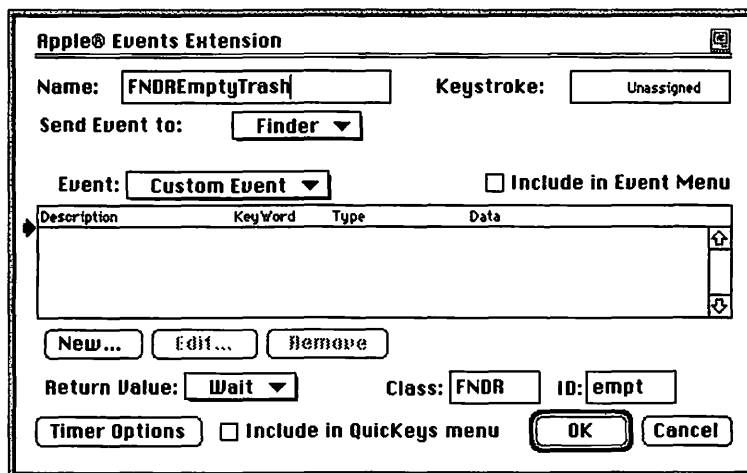 Apple® Events Extension
Name: FNDREmptyTrash Keystroke: Unassigned
Send Event to: Finder
Event: Custom Event Include in Event Menu
Description KeyWord Type Data
New... Edit... Remove
Return Value: Wait Class: FNDR ID: empt
Timer Options Include in QuicKeys menu OK Cancel